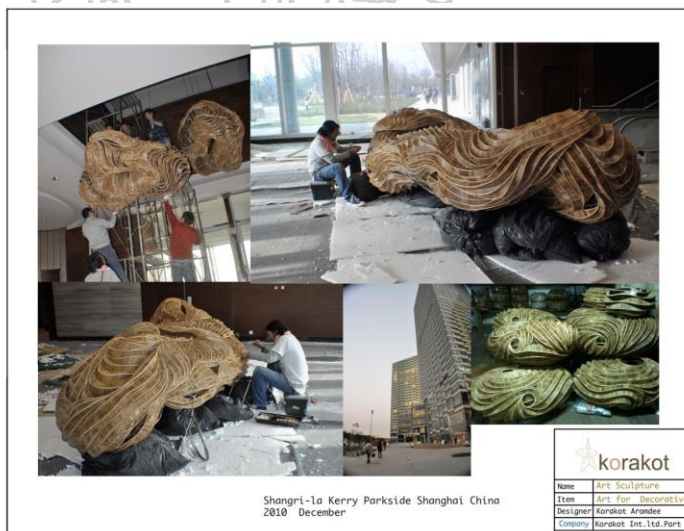 Shangri-la Kerry Parkside Shanghai China
2010 December
korakot
Name Art Sculpture
Item Art for Decorativ
Designer Korakot Aromdee
Company Korakot Int.ltd.Part